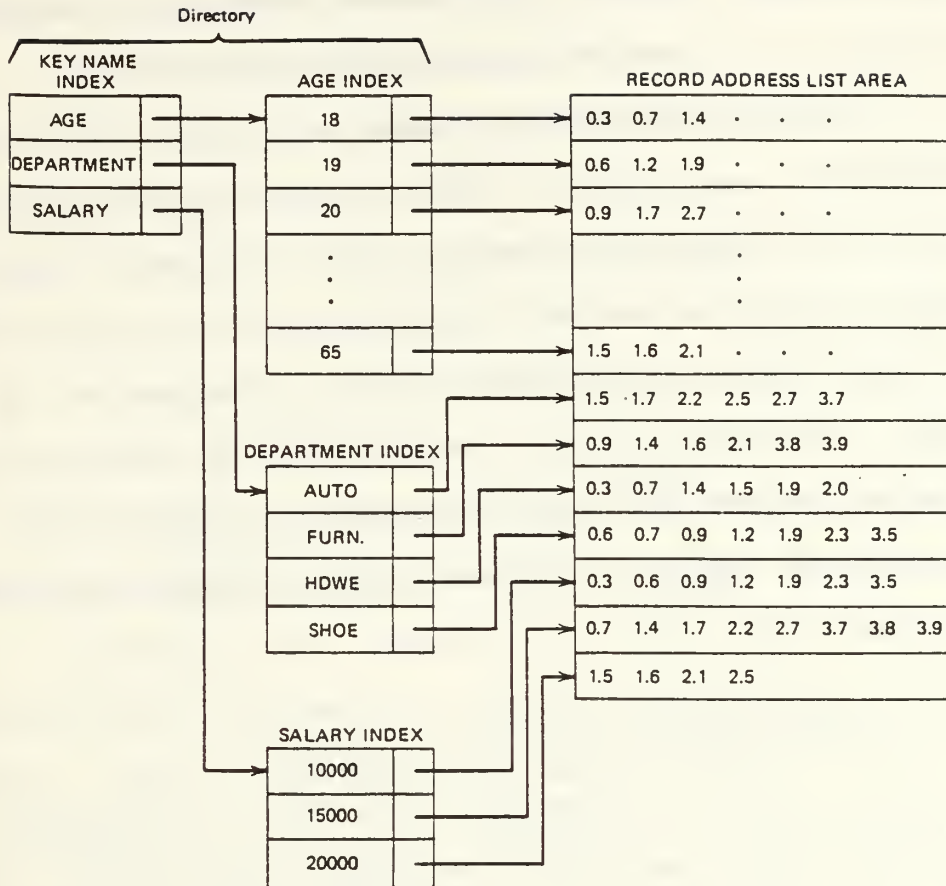 Directory
KEY NAME
INDEX
AGE
DEPARTMENT
SALARY
AGE INDEX
18
19
20
.
.
.
65
DEPARTMENT INDEX
AUTO
FURN.
HDWE
SHOE
SALARY INDEX
10000
15000
20000
RECORD ADDRESS LIST AREA
0.3 0.7 1.4 . . .
0.6 1.2 1.9 . . .
0.9 1.7 2.7 . . .
.
.
.
1.5 1.6 2.1 . . .
1.5 1.7 2.2 2.5 2.7 3.7
0.9 1.4 1.6 2.1 3.8 3.9
0.3 0.7 1.4 1.5 1.9 2.0
0.6 0.7 0.9 1.2 1.9 2.3 3.5
0.3 0.6 0.9 1.2 1.9 2.3 3.5
0.7 1.4 1.7 2.2 2.7 3.7 3.8 3.9
1.5 1.6 2.1 2.5